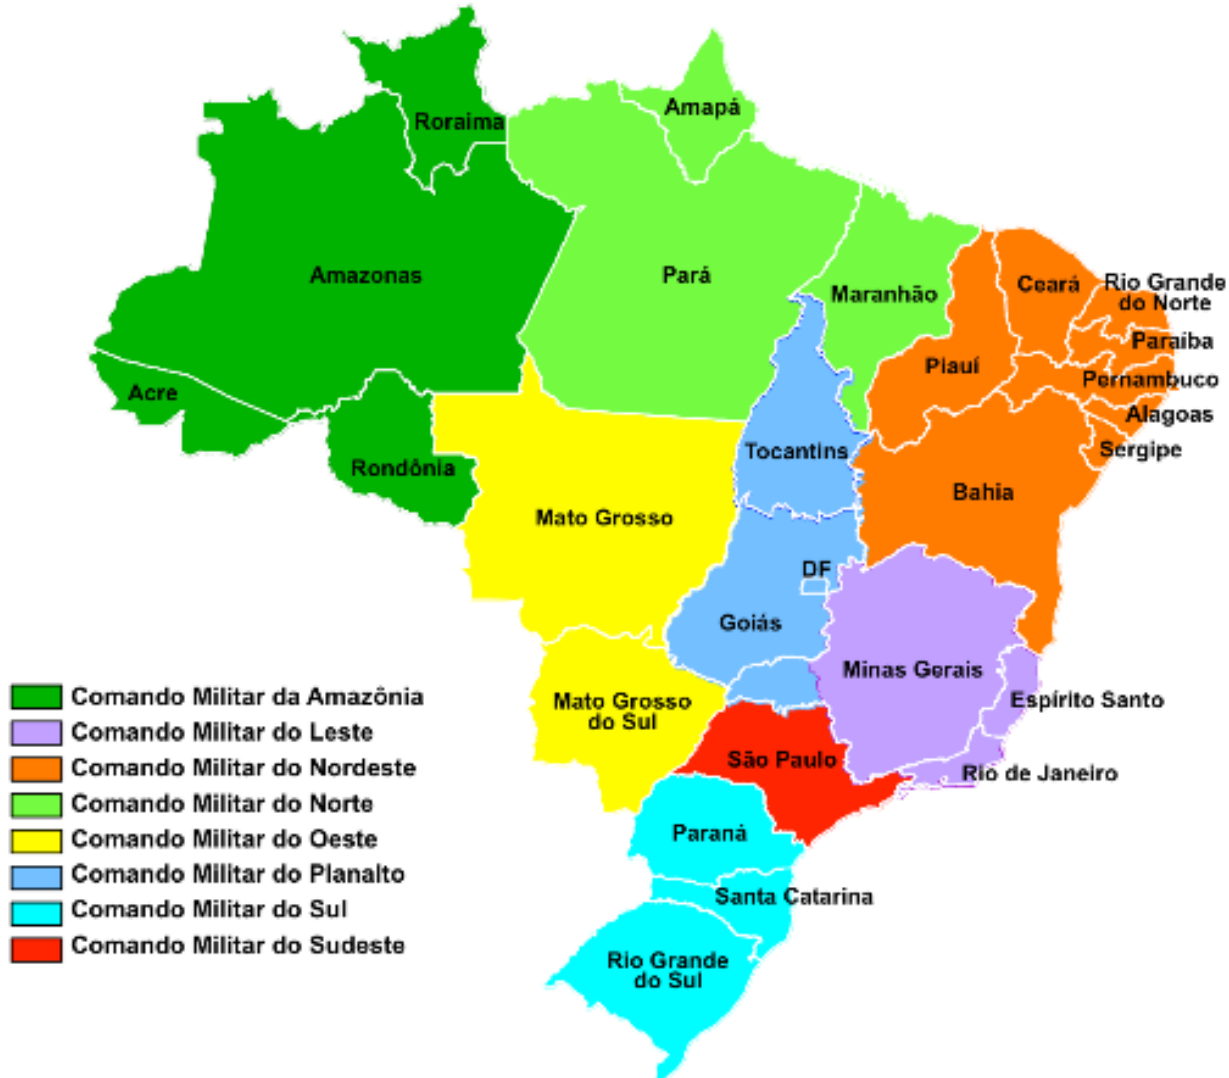 Roraima
Amapá
Amazonas
Pará
Maranhão
Ceará
Rio Grande
do Norte
Paraíba
Piauí
Pernambuco
Acre
Alagoas
Sergipe
Tocantins
Rondônia
Bahia
Mato Grosso
DF
Goiás
Minas Gerais
Espírito Santo
Mato Grosso
do Sul
São Paulo
Rio de Janeiro
Paraná
Santa Catarina
Rio Grande
do Sul
Comando Militar da Amazônia
Comando Militar do Leste
Comando Militar do Nordeste
Comando Militar do Norte
Comando Militar do Oeste
Comando Militar do Planalto
Comando Militar do Sul
Comando Militar do Sudeste